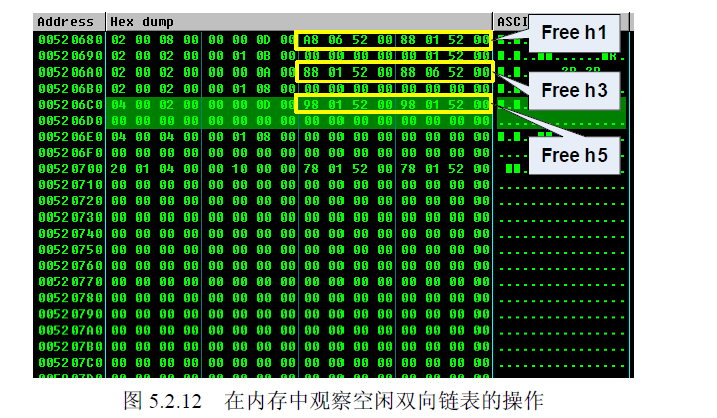 Address Hex dump ASCI
00520680 02 00 08 00 00 00 0D 00 A8 06 52 00 88 01 52 00
Free h1
00520690 02 00 02 00 00 01 0B 00 00 00 00 00 00 01 52 00
005206A0 02 00 02 00 00 00 0A 00 88 01 52 00 88 06 52 00
Free h3
005206B0 02 00 02 00 00 01 08 00 00 00 00 00 00 00 00 00
005206C0 04 00 02 00 00 00 0D 00 98 01 52 00 98 01 52 00
005206D0 00 00 00 00 00 00 00 00 00 00 00 00 00 00 00 00
005206E0 04 00 04 00 00 01 08 00 00 00 00 00 00 00 00 00
Free h5
005206F0 00 00 00 00 00 00 00 00 00 00 00 00 00 00 00 00
00520700 20 01 04 00 00 10 00 00 78 01 52 00 78 01 52 00
00520710 00 00 00 00 00 00 00 00 00 00 00 00 00 00 00 00
00520720 00 00 00 00 00 00 00 00 00 00 00 00 00 00 00 00
00520730 00 00 00 00 00 00 00 00 00 00 00 00 00 00 00 00
00520740 00 00 00 00 00 00 00 00 00 00 00 00 00 00 00 00
00520750 00 00 00 00 00 00 00 00 00 00 00 00 00 00 00 00
00520760 00 00 00 00 00 00 00 00 00 00 00 00 00 00 00 00
00520770 00 00 00 00 00 00 00 00 00 00 00 00 00 00 00 00
00520780 00 00 00 00 00 00 00 00 00 00 00 00 00 00 00 00
00520790 00 00 00 00 00 00 00 00 00 00 00 00 00 00 00 00
005207A0 00 00 00 00 00 00 00 00 00 00 00 00 00 00 00 00
005207B0 00 00 00 00 00 00 00 00 00 00 00 00 00 00 00 00
005207C0 00 00 00 00 00 00 00 00 00 00 00 00 00 00 00 00
图 5.2.12 在内存中观察空闲双向链表的操作